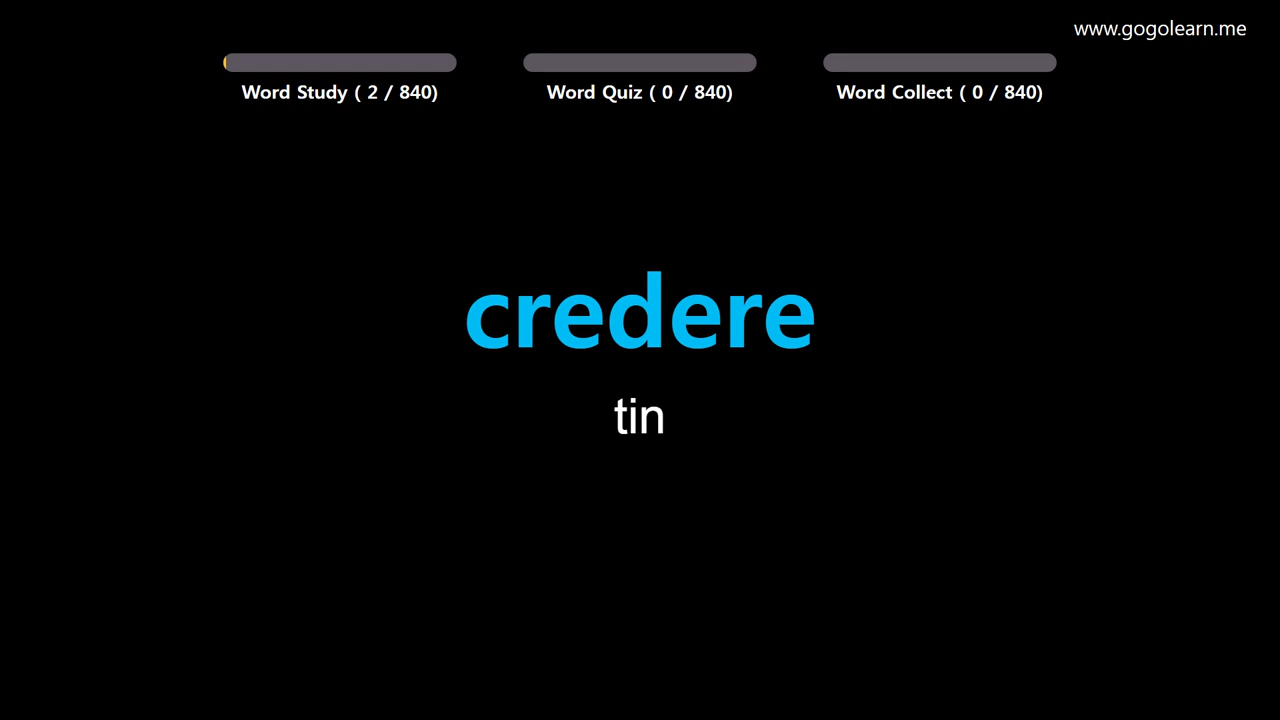 www.gogolearn.me
Word Study ( 2 / 840)
Word Quiz ( 0 / 840)
Word Collect ( 0 / 840)
credere
tin